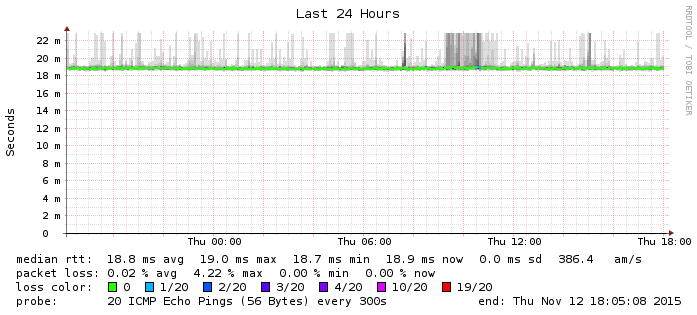 Last 24 Hours
RRDTOOL / TOBI OETIKER
Seconds
22 m
20 m
18 m
16 m
14 m
12 m
10 m
8 m
6 m
4 m
2 m
0
Thu 00:00 Thu 06:00 Thu 12:00 Thu 18:00
median rtt: 18.8 ms avg 19.0 ms max 18.7 ms min 18.9 ms now 0.0 ms sd 386.4 am/s
packet loss: 0.02 % avg 4.22 % max 0.00 % min 0.00 % now
loss color: 0 1/20 2/20 3/20 4/20 10/20 19/20
probe: 20 ICMP Echo Pings (56 Bytes) every 300s end: Thu Nov 12 18:05:08 2015